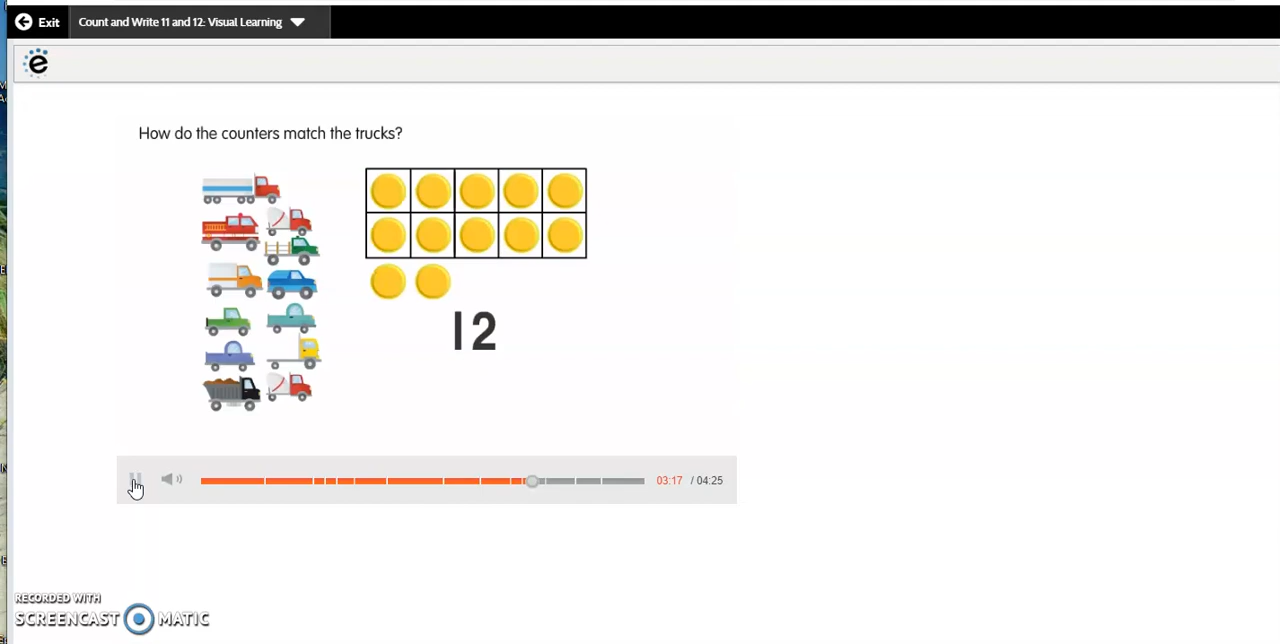 Exit
Count and Write 11 and 12: Visual Learning
e
How do the counters match the trucks?
12
03:17 / 04:25
RECORDED WITH
SCREENCAST MATIC